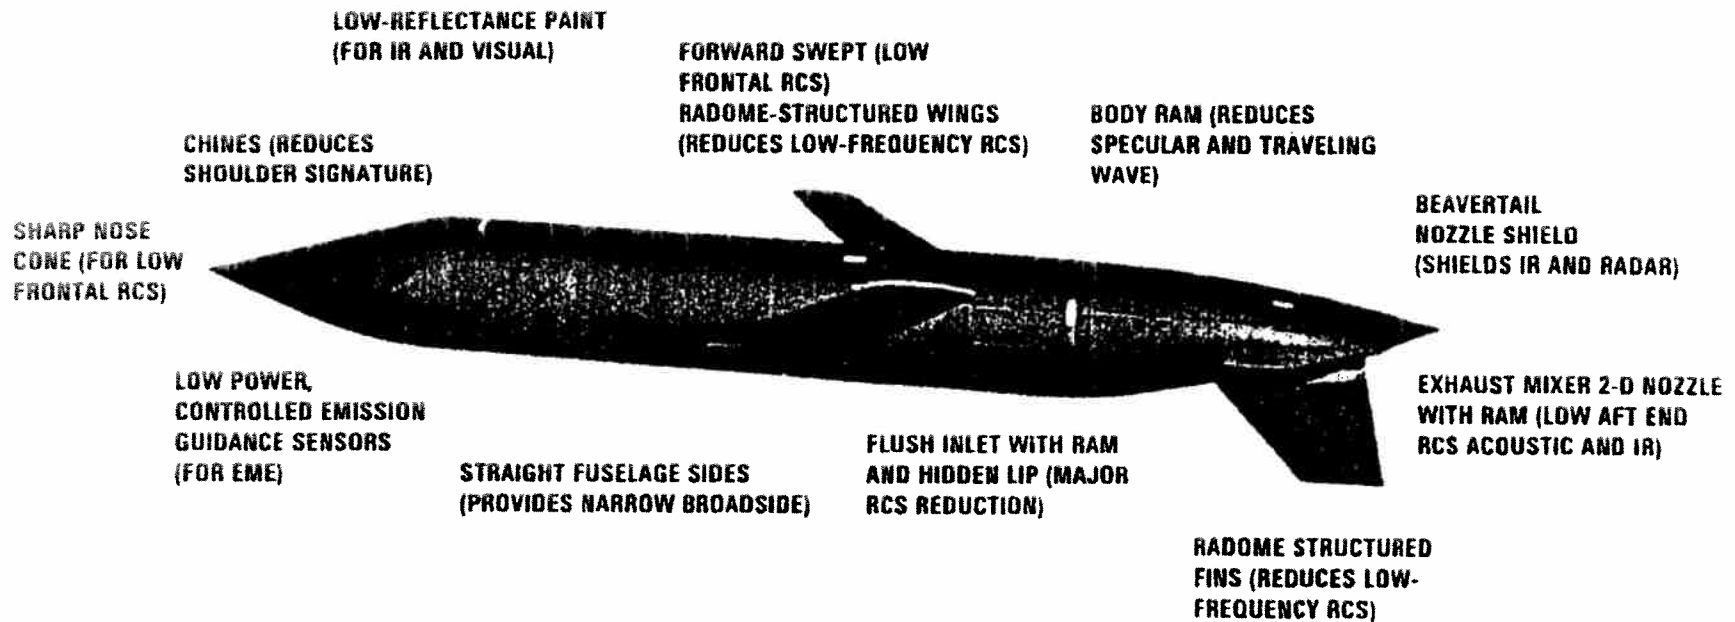 LOW-REFLECTANCE PAINT
(FOR IR AND VISUAL)
FORWARD SWEPT (LOW
FRONTAL RCS)
RADOME-STRUCTURED WINGS
(REDUCES LOW-FREQUENCY RCS)
BODY RAM (REDUCES
SPECULAR AND TRAVELING
WAVE)
CHINES (REDUCES
SHOULDER SIGNATURE)
BEAVERTAIL
NOZZLE SHIELD
(SHIELDS IR AND RADAR)
SHARP NOSE
CONE (FOR LOW
FRONTAL RCS)
LOW POWER,
CONTROLLED EMISSION
GUIDANCE SENSORS
(FOR EME)
STRAIGHT FUSELAGE SIDES
(PROVIDES NARROW BROADSIDE)
FLUSH INLET WITH RAM
AND HIDDEN LIP (MAJOR
RCS REDUCTION)
EXHAUST MIXER 2-D NOZZLE
WITH RAM (LOW AFT END
RCS ACOUSTIC AND IR)
RADOME STRUCTURED
FINS (REDUCES LOW-
FREQUENCY RCS)